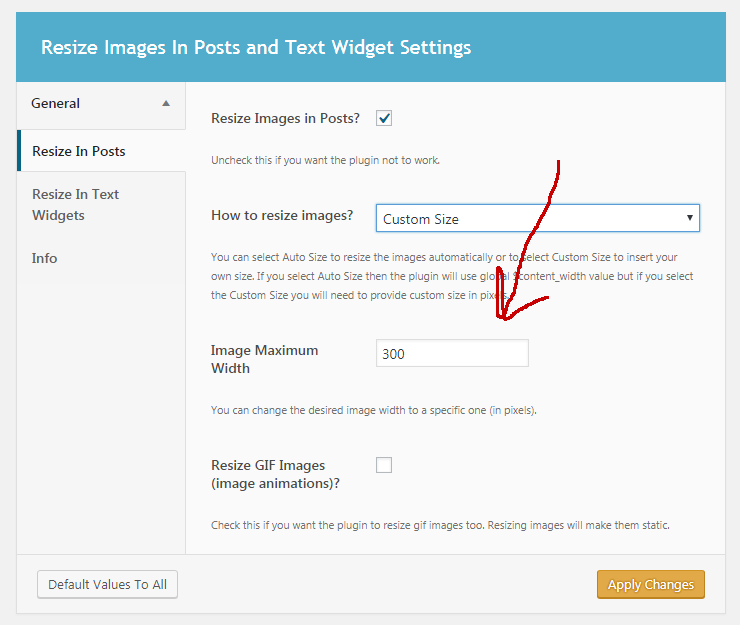 Resize Images In Posts and Text Widget Settings
General
Resize In Posts
Resize In Text
Widgets
Info
Resize Images in Posts?
Uncheck this if you want the plugin not to work.
How to resize images?
Custom Size
You can select Auto Size to resize the images automatically or to select Custom Size to insert your
own size. If you select Auto Size then the plugin will use global $content_width value but if you select
the Custom Size you will need to provide custom size in pixels.
Image Maximum
Width
300
You can change the desired image width to a specific one (in pixels).
Resize GIF Images
(image animations)?
Check this if you want the plugin to resize gif images too. Resizing images will make them static.
Default Values To All
Apply Changes